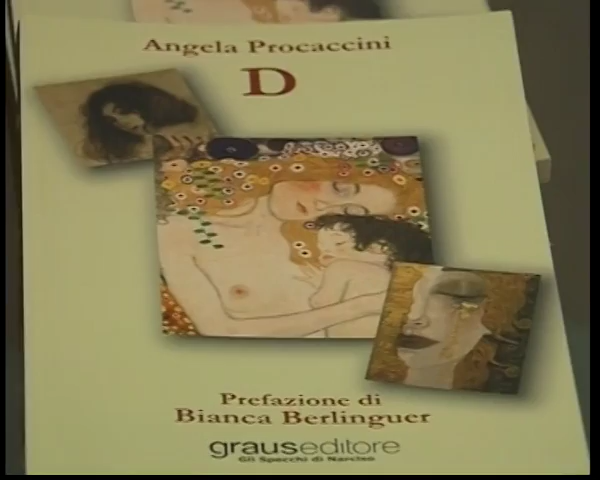 Angela Procaccini
D
Prefazione di
Bianca Berlinguer
grauseditore
Gli Specchi di Narciso